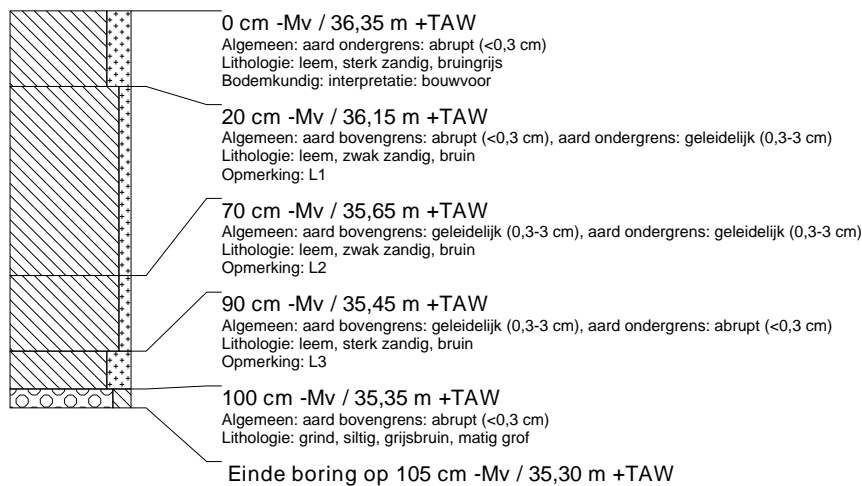 0 cm -Mv / 36,35 m +TAW
Algemeen: aard ondergrens: abrupt (<0,3 cm)
Lithologie: leem, sterk zandig, bruingrijs
Bodemkundig: interpretatie: bouwvoor
20 cm -Mv / 36,15 m +TAW
Algemeen: aard bovengrens: abrupt (<0,3 cm), aard ondergrens: geleidelijk (0,3-3 cm)
Lithologie: leem, zwak zandig, bruin
Opmerking: L1
70 cm -Mv / 35,65 m +TAW
Algemeen: aard bovengrens: geleidelijk (0,3-3 cm), aard ondergrens: geleidelijk (0,3-3 cm)
Lithologie: leem, zwak zandig, bruin
Opmerking: L2
90 cm -Mv / 35,45 m +TAW
Algemeen: aard bovengrens: geleidelijk (0,3-3 cm), aard ondergrens: abrupt (<0,3 cm)
Lithologie: leem, sterk zandig, bruin
Opmerking: L3
100 cm -Mv / 35,35 m +TAW
Algemeen: aard bovengrens: abrupt (<0,3 cm)
Lithologie: grind, siltig, grijsbruin, matig grof
Einde boring op 105 cm -Mv / 35,30 m +TAW